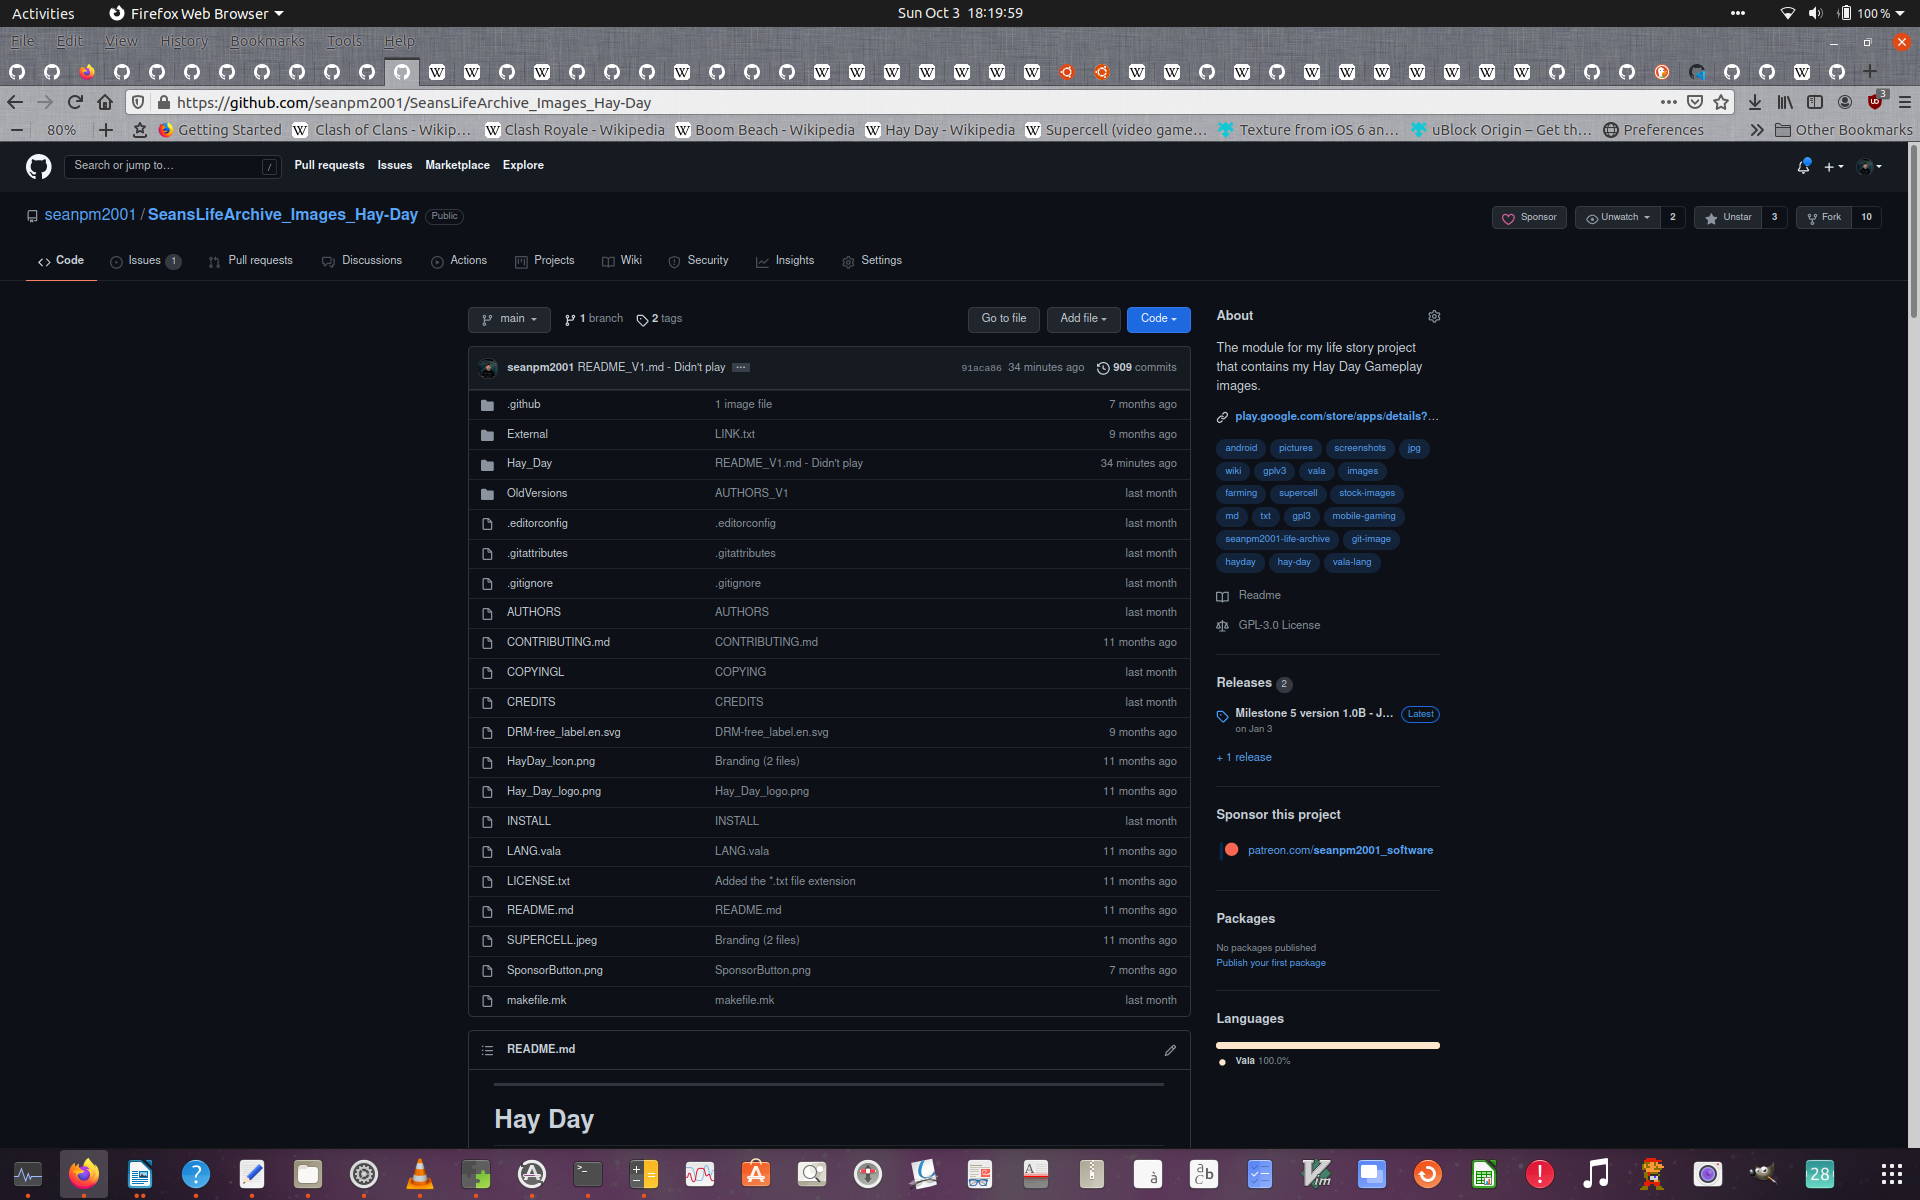 Activities Firefox Web Browser Sun Oct 3 18:19:59 100 %
File Edit View History Bookmarks Tools Help
https://github.com/seanpm2001/SeansLifeArchive_Images_Hay-Day 3
80% Getting Started Clash of Clans - Wikip… Clash Royale - Wikipedia Boom Beach - Wikipedia Hay Day - Wikipedia Supercell (video game… Texture from iOS 6 an… uBlock Origin – Get th… Preferences Other Bookmarks
Search or jump to… / Pull requests Issues Marketplace Explore
seanpm2001 / SeansLifeArchive_Images_Hay-Day Public Sponsor Unwatch 2 Unstar 3 Fork 10
Code Issues 1 Pull requests Discussions Actions Projects Wiki Security Insights Settings
main 1 branch 2 tags Go to file Add file Code
seanpm2001 README_V1.md - Didn't play 91aca86 34 minutes ago 909 commits
.github 1 image file 7 months ago
External LINK.txt 9 months ago
Hay_Day README_V1.md - Didn't play 34 minutes ago
OldVersions AUTHORS_V1 last month
.editorconfig .editorconfig last month
.gitattributes .gitattributes last month
.gitignore .gitignore last month
AUTHORS AUTHORS last month
CONTRIBUTING.md CONTRIBUTING.md 11 months ago
COPYINGL COPYING last month
CREDITS CREDITS last month
DRM-free_label.en.svg DRM-free_label.en.svg 9 months ago
HayDay_Icon.png Branding (2 files) 11 months ago
Hay_Day_logo.png Hay_Day_logo.png 11 months ago
INSTALL INSTALL last month
LANG.vala LANG.vala 11 months ago
LICENSE.txt Added the *.txt file extension 11 months ago
README.md README.md 11 months ago
SUPERCELL.jpeg Branding (2 files) 11 months ago
SponsorButton.png SponsorButton.png 7 months ago
makefile.mk makefile.mk last month
README.md
Hay Day
About
The module for my life story project
that contains my Hay Day Gameplay
images.
play.google.com/store/apps/details?…
android pictures screenshots jpg
wiki gplv3 vala images
farming supercell stock-images
md txt gpl3 mobile-gaming
seanpm2001-life-archive git-image
hayday hay-day vala-lang
Readme
GPL-3.0 License
Releases 2
Milestone 5 version 1.0B - J… Latest
on Jan 3
+ 1 release
Sponsor this project
patreon.com/seanpm2001_software
Packages
No packages published
Publish your first package
Languages
Vala 100.0%
28